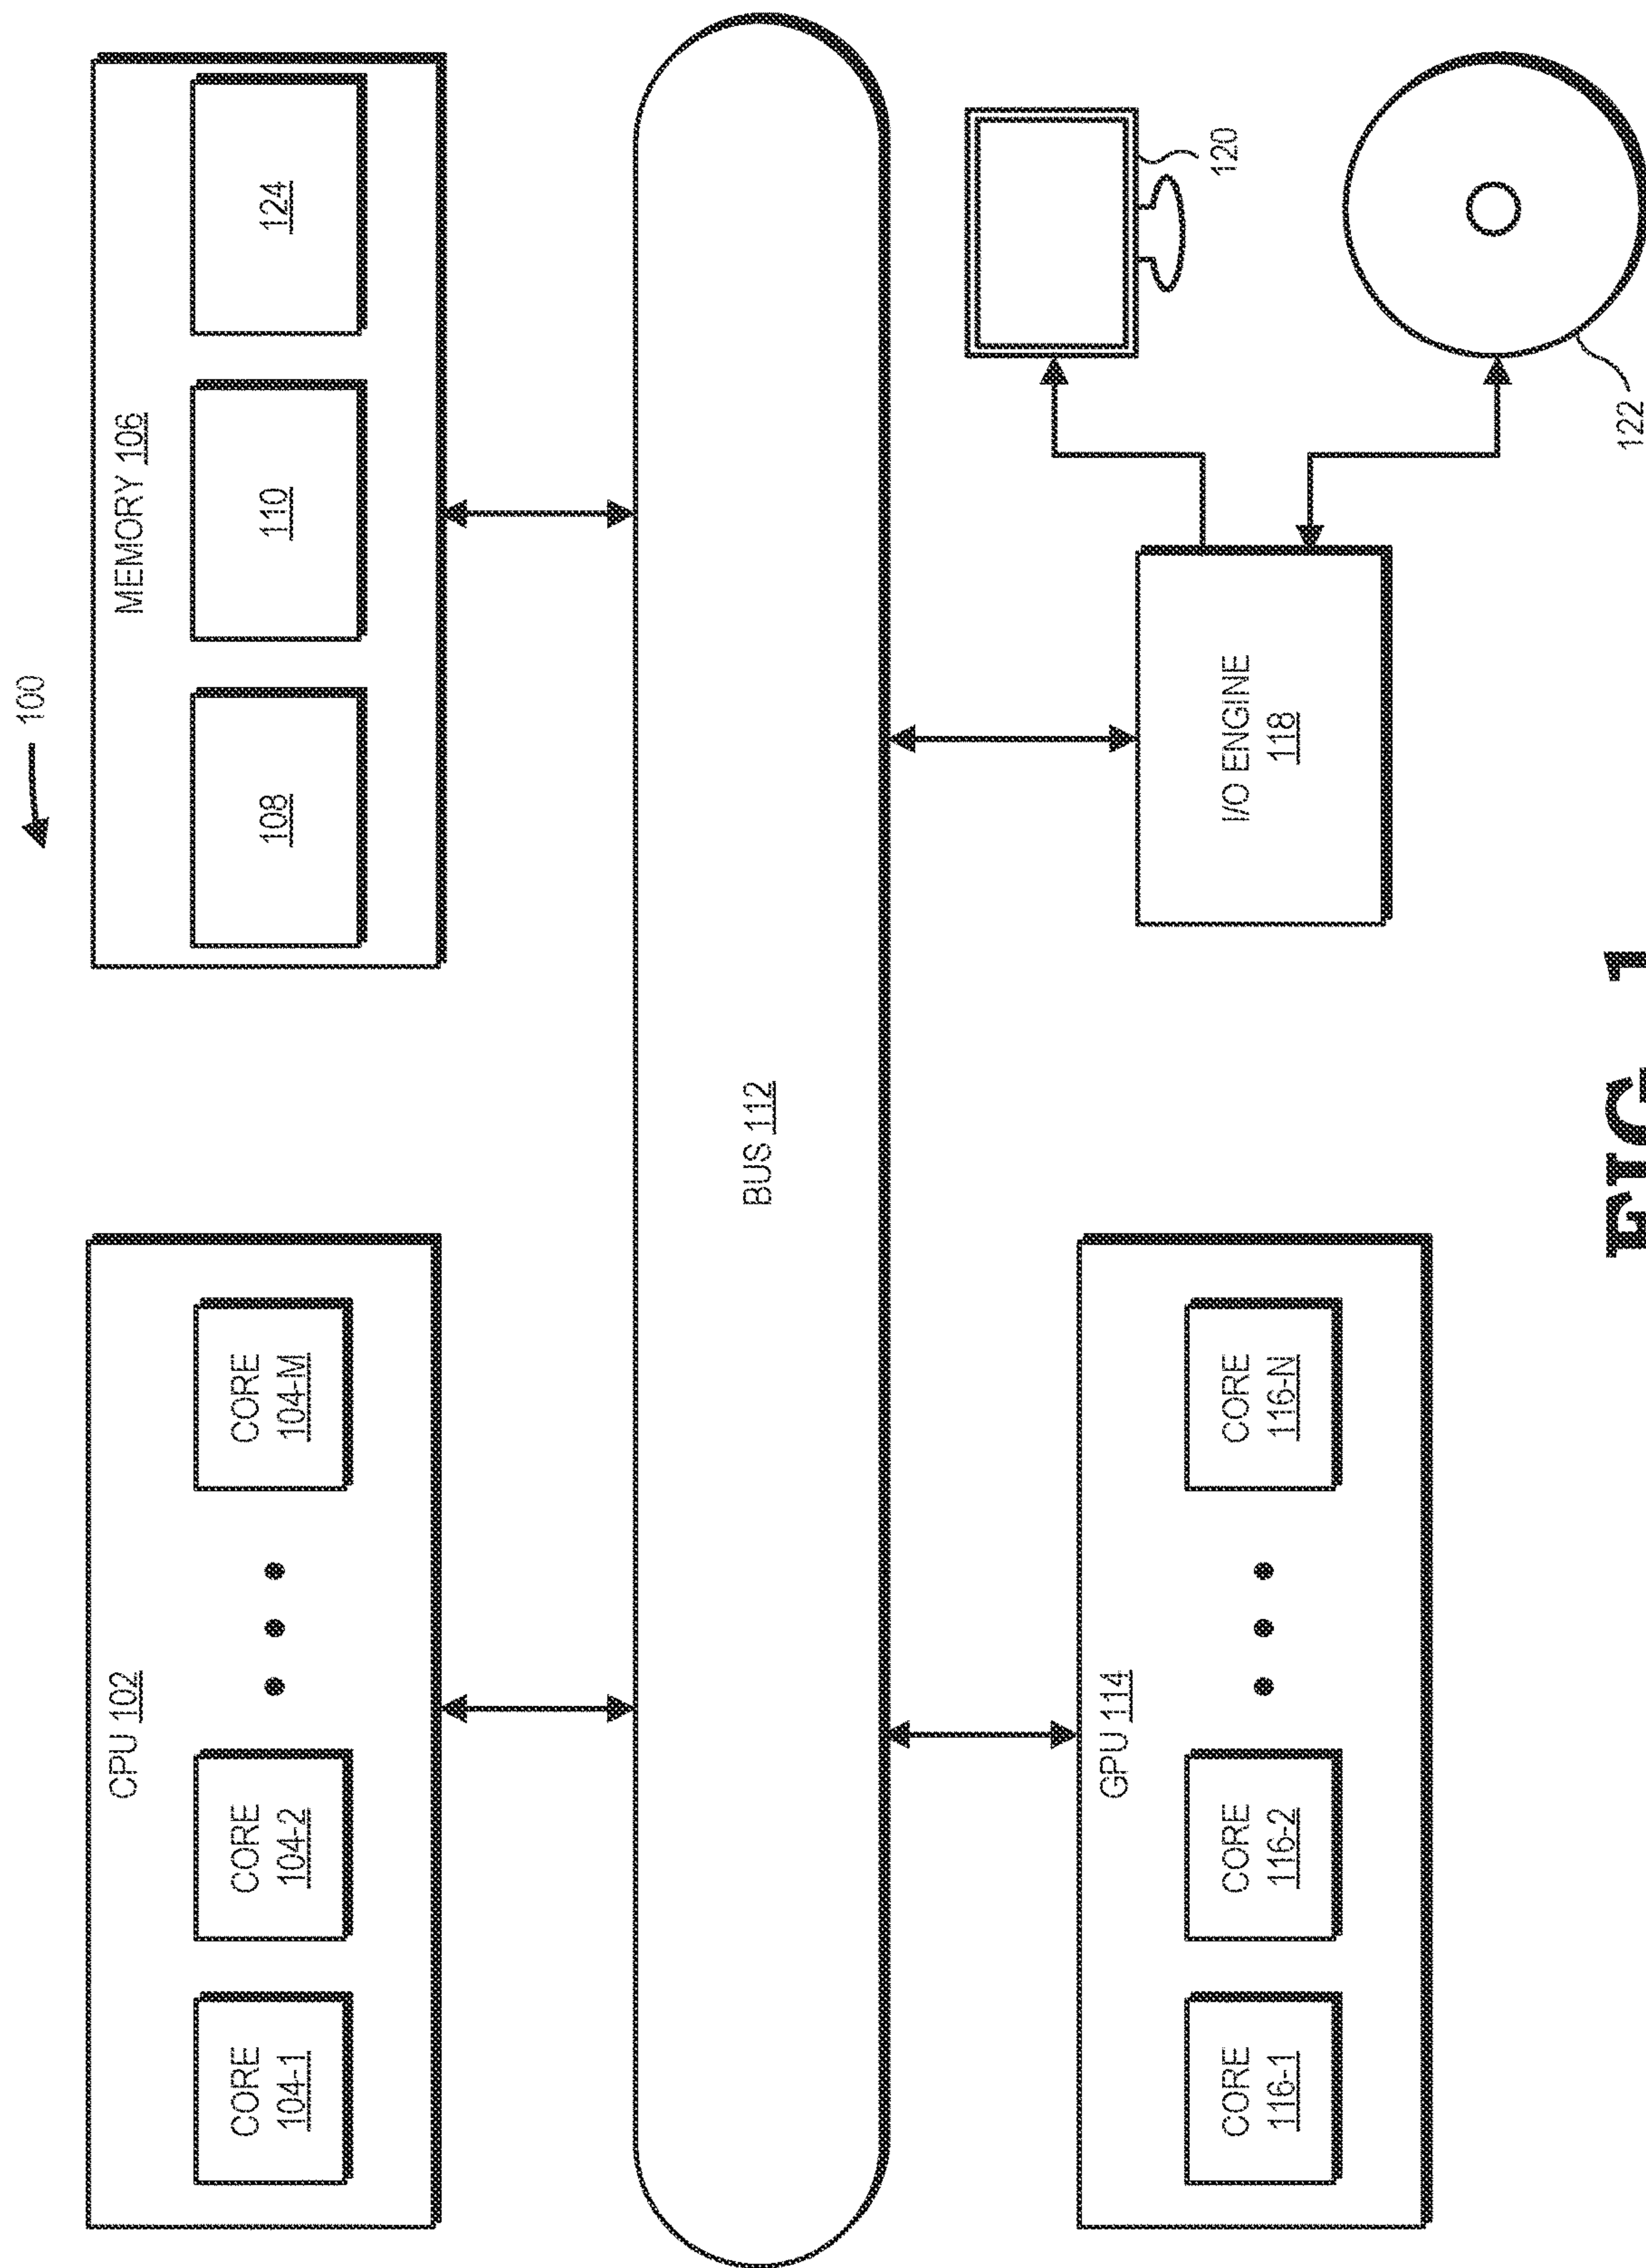 100
CPU 102
CORE
104-1
CORE
104-2
CORE
104-M
MEMORY 106
108
110
124
BUS 112
GPU 114
CORE
116-1
CORE
116-2
CORE
116-N
I/O ENGINE
118
120
122
FIG. 1